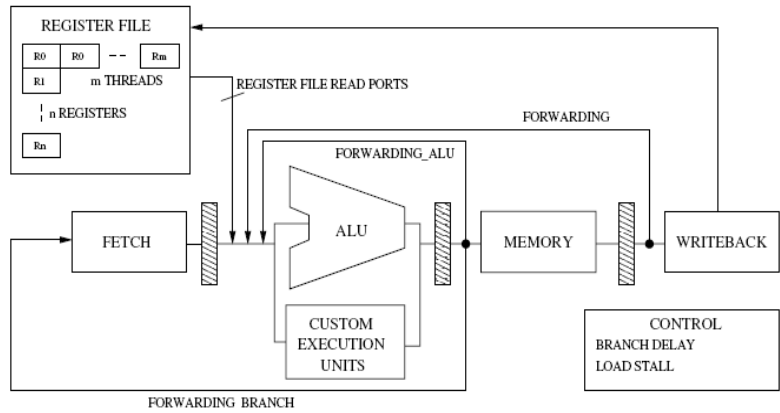 REGISTER FILE
R0 R0 Rm
R1 m THREADS
n REGISTERS
Rn
REGISTER FILE READ PORTS
FORWARDING
FORWARDING_ALU
FETCH
ALU
MEMORY
WRITEBACK
CUSTOM
EXECUTION
UNITS
CONTROL
BRANCH DELAY
LOAD STALL
FORWARDING BRANCH